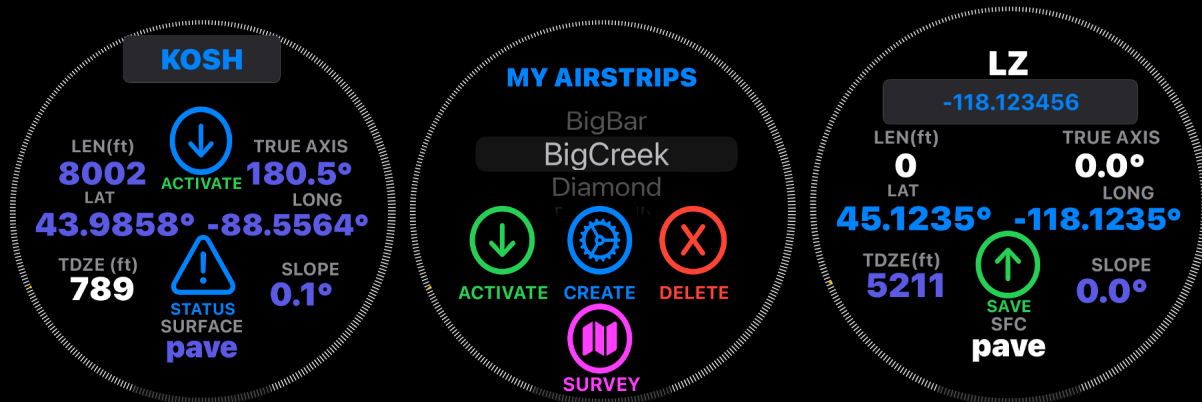 KOSH
LEN(ft)
TRUE AXIS
8002
ACTIVATE
180.5°
LAT
LONG
43.9858°
-88.5564°
TDZE (ft)
SLOPE
789
0.1°
STATUS
SURFACE
pave
MY AIRSTRIPS
BigBar
BigCreek
Diamond
ACTIVATE
CREATE
DELETE
SURVEY
LZ
-118.123456
LEN(ft)
TRUE AXIS
0
0.0°
LAT
LONG
45.1235°
-118.1235°
TDZE(ft)
SLOPE
5211
0.0°
SAVE
SFC
pave